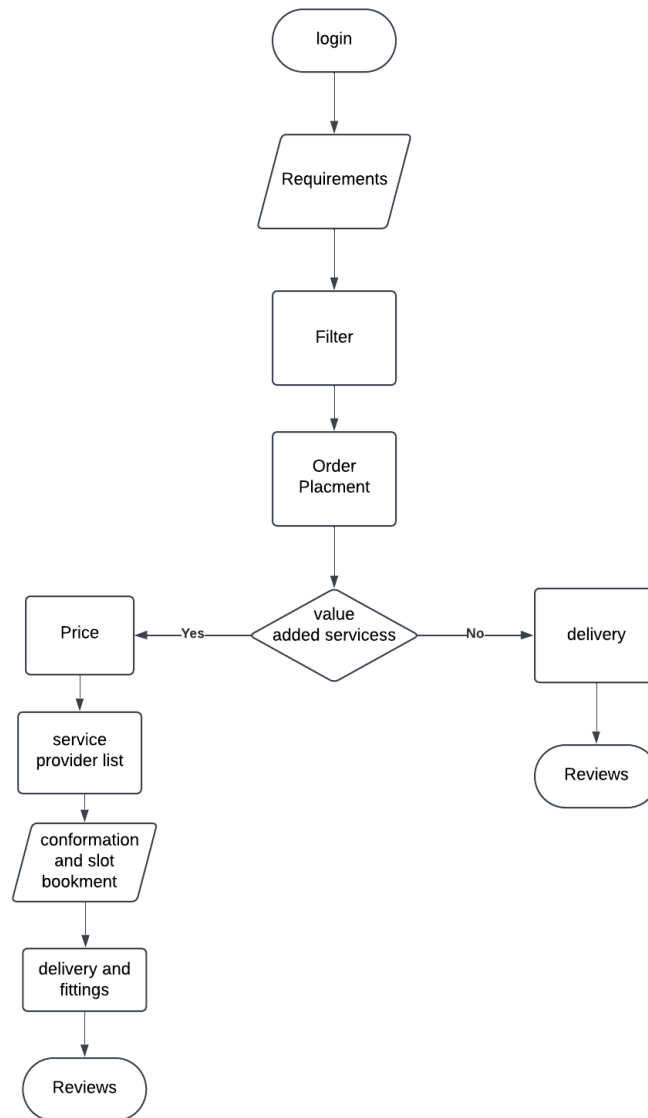 login
Requirements
Filter
Order
Placment
value
added servicess
Yes
No
Price
delivery
service
provider list
Reviews
conformation
and slot
bookment
delivery and
fittings
Reviews